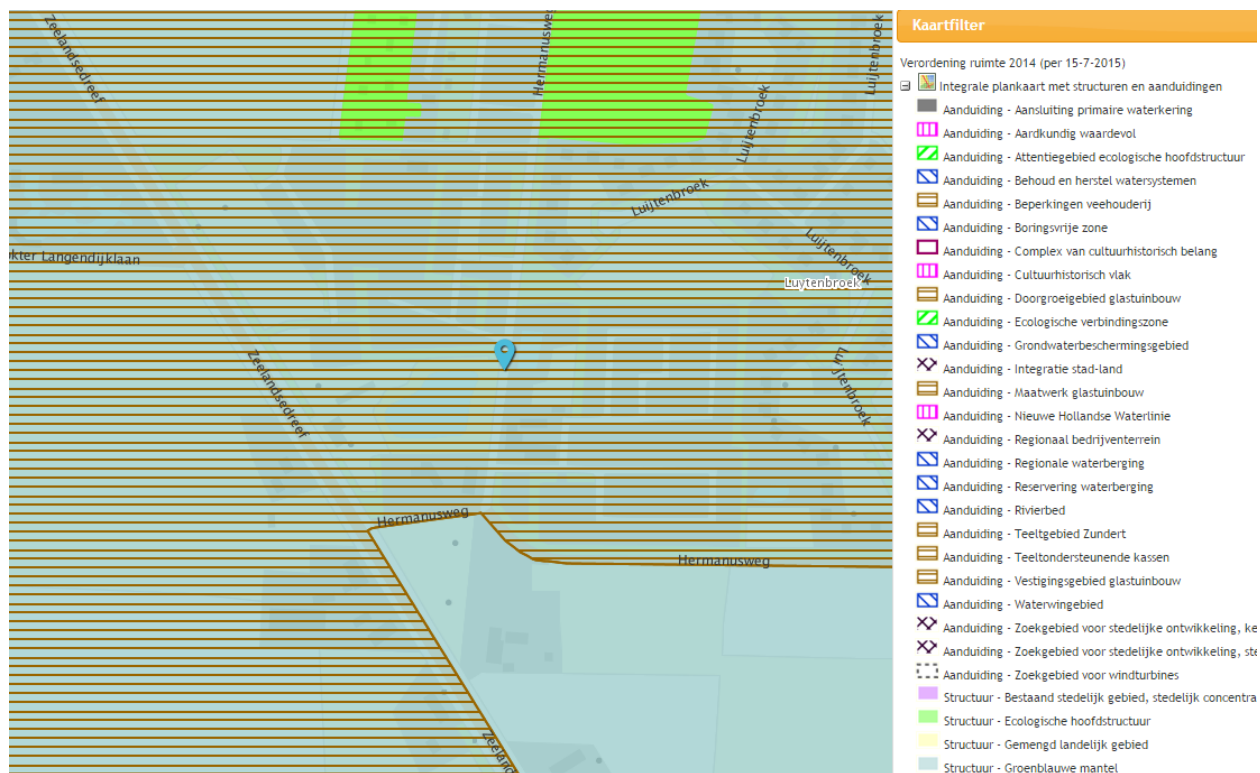 Zeelandsedreef
Hermanusweg
Luijtenbroek
Luijtenbroek
Luijtenbroek
Luijtenbroek
Luytenbroek
kter Langendijklaan
Zeelandsedreef
Hermanusweg
Hermanusweg
Zeeland
Kaartfilter
Verordening ruimte 2014 (per 15-7-2015)
Integrale plankaart met structuren en aanduidingen
Aanduiding - Aansluiting primaire waterkering
Aanduiding - Aardkundig waardevol
Aanduiding - Attentiegebied ecologische hoofdstructuur
Aanduiding - Behoud en herstel watersystemen
Aanduiding - Beperkingen veehouderij
Aanduiding - Boringsvrije zone
Aanduiding - Complex van cultuurhistorisch belang
Aanduiding - Cultuurhistorisch vlak
Aanduiding - Doorgroeigebied glastuinbouw
Aanduiding - Ecologische verbindingszone
Aanduiding - Grondwaterbeschermingsgebied
Aanduiding - Integratie stad-land
Aanduiding - Maatwerk glastuinbouw
Aanduiding - Nieuwe Hollandse Waterlinie
Aanduiding - Regionaal bedrijventerrein
Aanduiding - Regionale waterberging
Aanduiding - Reservering waterberging
Aanduiding - Rivierbed
Aanduiding - Teeltgebied Zundert
Aanduiding - Teeltondersteunende kassen
Aanduiding - Vestigingsgebied glastuinbouw
Aanduiding - Waterwingebied
Aanduiding - Zoekgebied voor stedelijke ontwikkeling, ke
Aanduiding - Zoekgebied voor stedelijke ontwikkeling, ste
Aanduiding - Zoekgebied voor windturbines
Structuur - Bestaand stedelijk gebied, stedelijk concentra
Structuur - Ecologische hoofdstructuur
Structuur - Gemengd landelijk gebied
Structuur - Groenblauwe mantel